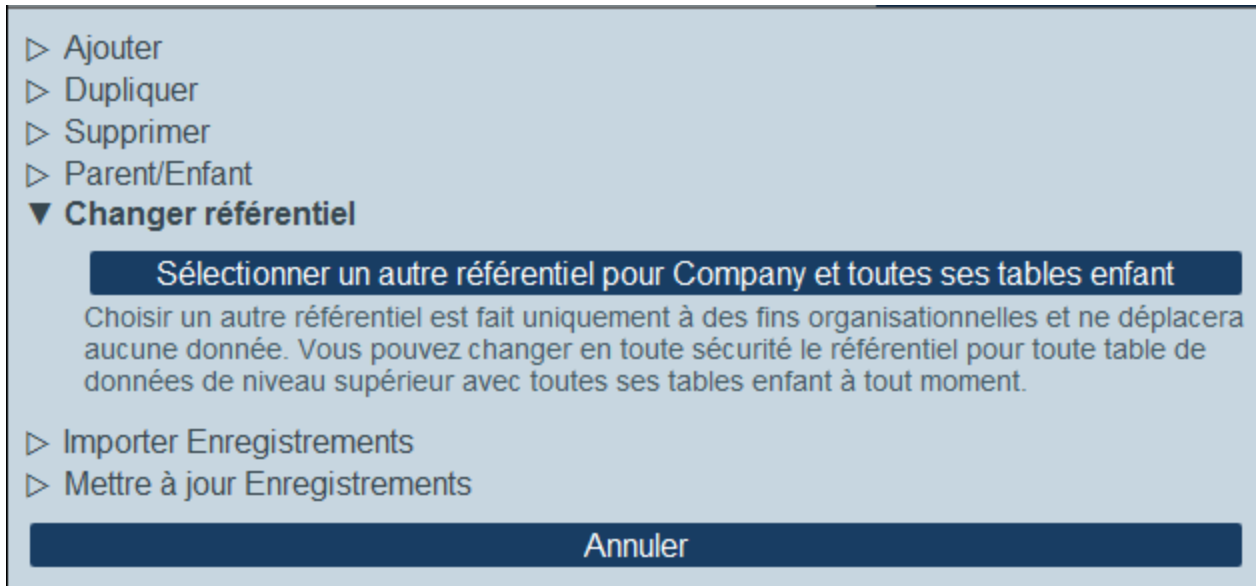 Ajouter
Dupliquer
Supprimer
Parent/Enfant
Changer référentiel
Sélectionner un autre référentiel pour Company et toutes ses tables enfant
Choisir un autre référentiel est fait uniquement à des fins organisationnelles et ne déplacera
aucune donnée. Vous pouvez changer en toute sécurité le référentiel pour toute table de
données de niveau supérieur avec toutes ses tables enfant à tout moment.
Importer Enregistrements
Mettre à jour Enregistrements
Annuler